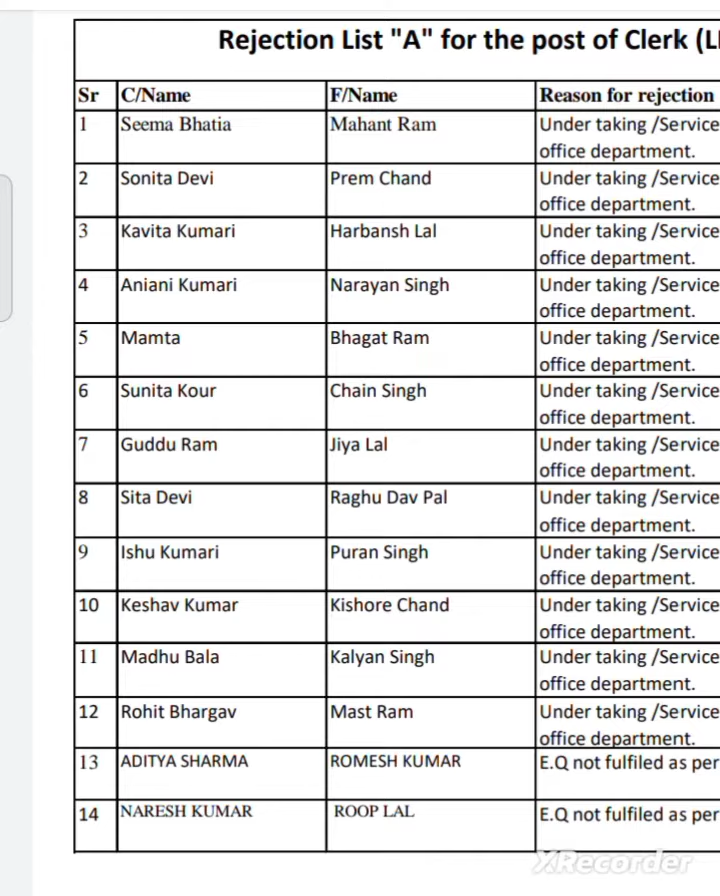 Rejection List "A" for the post of Clerk (L
Sr C/Name F/Name Reason for rejection
1 Seema Bhatia Mahant Ram Under taking /Service
office department.
2 Sonita Devi Prem Chand Under taking /Service
office department.
3 Kavita Kumari Harbansh Lal Under taking /Service
office department.
4 Aniani Kumari Narayan Singh Under taking /Service
office department.
5 Mamta Bhagat Ram Under taking /Service
office department.
6 Sunita Kour Chain Singh Under taking /Service
office department.
7 Guddu Ram Jiya Lal Under taking /Service
office department.
8 Sita Devi Raghu Dav Pal Under taking /Service
office department.
9 Ishu Kumari Puran Singh Under taking /Service
office department.
10 Keshav Kumar Kishore Chand Under taking /Service
office department.
11 Madhu Bala Kalyan Singh Under taking /Service
office department.
12 Rohit Bhargav Mast Ram Under taking /Service
office department.
13 ADITYA SHARMA ROMESH KUMAR E.Q not fulfiled as per
14 NARESH KUMAR ROOP LAL E.Q not fulfiled as per
XRecorder